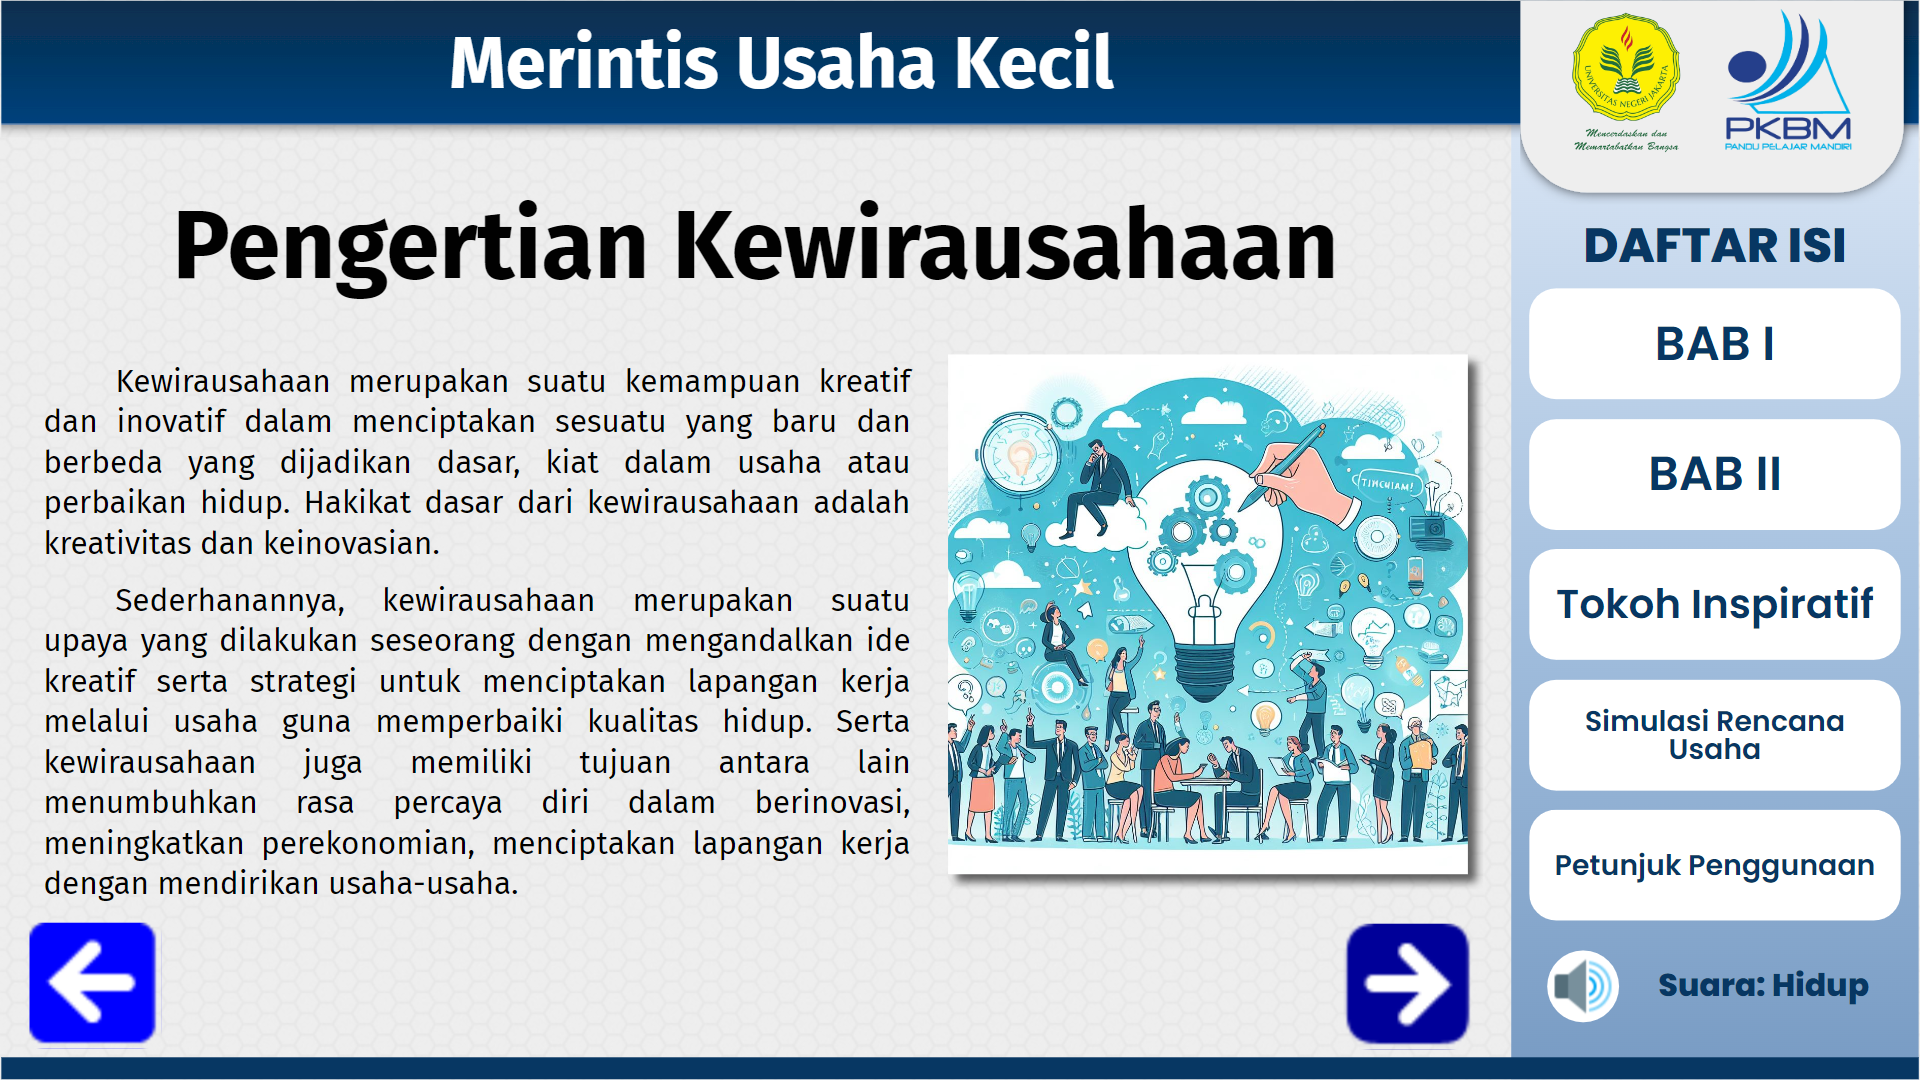 Merintis Usaha Kecil
UNIVERSITAS NEGERI JAKARTA
Mencerdaskan dan
Memartabatkan Bangsa
PKBM
PANDU PELAJAR MANDIRI
Pengertian Kewirausahaan
Kewirausahaan merupakan suatu kemampuan kreatif
dan inovatif dalam menciptakan sesuatu yang baru dan
berbeda yang dijadikan dasar, kiat dalam usaha atau
perbaikan hidup. Hakikat dasar dari kewirausahaan adalah
kreativitas dan keinovasian.
Sederhanannya, kewirausahaan merupakan suatu
upaya yang dilakukan seseorang dengan mengandalkan ide
kreatif serta strategi untuk menciptakan lapangan kerja
melalui usaha guna memperbaiki kualitas hidup. Serta
kewirausahaan juga memiliki tujuan antara lain
menumbuhkan rasa percaya diri dalam berinovasi,
meningkatkan perekonomian, menciptakan lapangan kerja
dengan mendirikan usaha-usaha.
DAFTAR ISI
BAB I
BAB II
Tokoh Inspiratif
Simulasi Rencana
Usaha
Petunjuk Penggunaan
Suara: Hidup